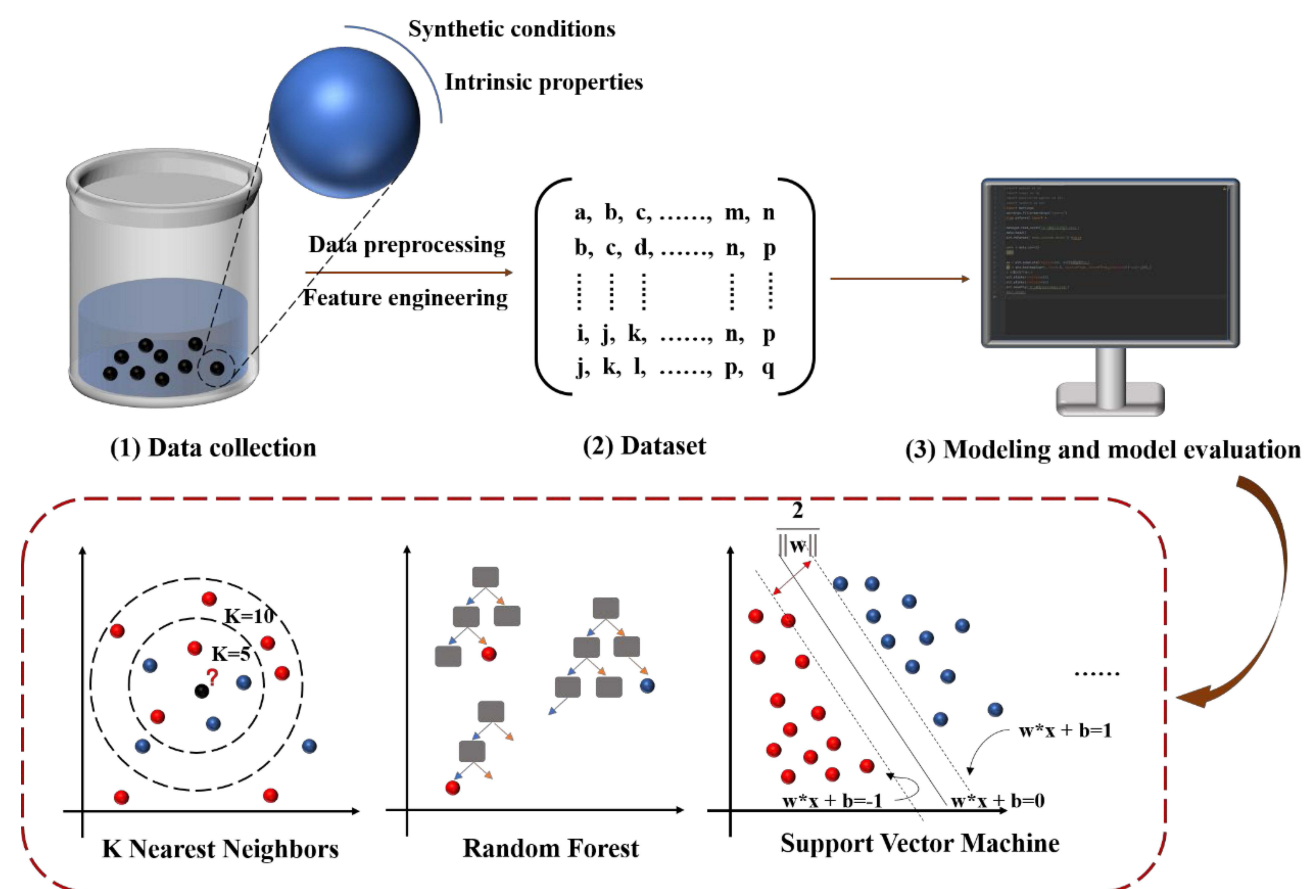 Synthetic conditions
Intrinsic properties
Data preprocessing
Feature engineering
a, b, c, ……, m, n
b, c, d, ……, n, p
i, j, k, ……, n, p
j, k, l, ……, p, q
(1) Data collection
(2) Dataset
(3) Modeling and model evaluation
K=10
K=5
?
K Nearest Neighbors
Random Forest
2
||w||
w*x + b=1
w*x + b=-1
w*x + b=0
Support Vector Machine
……